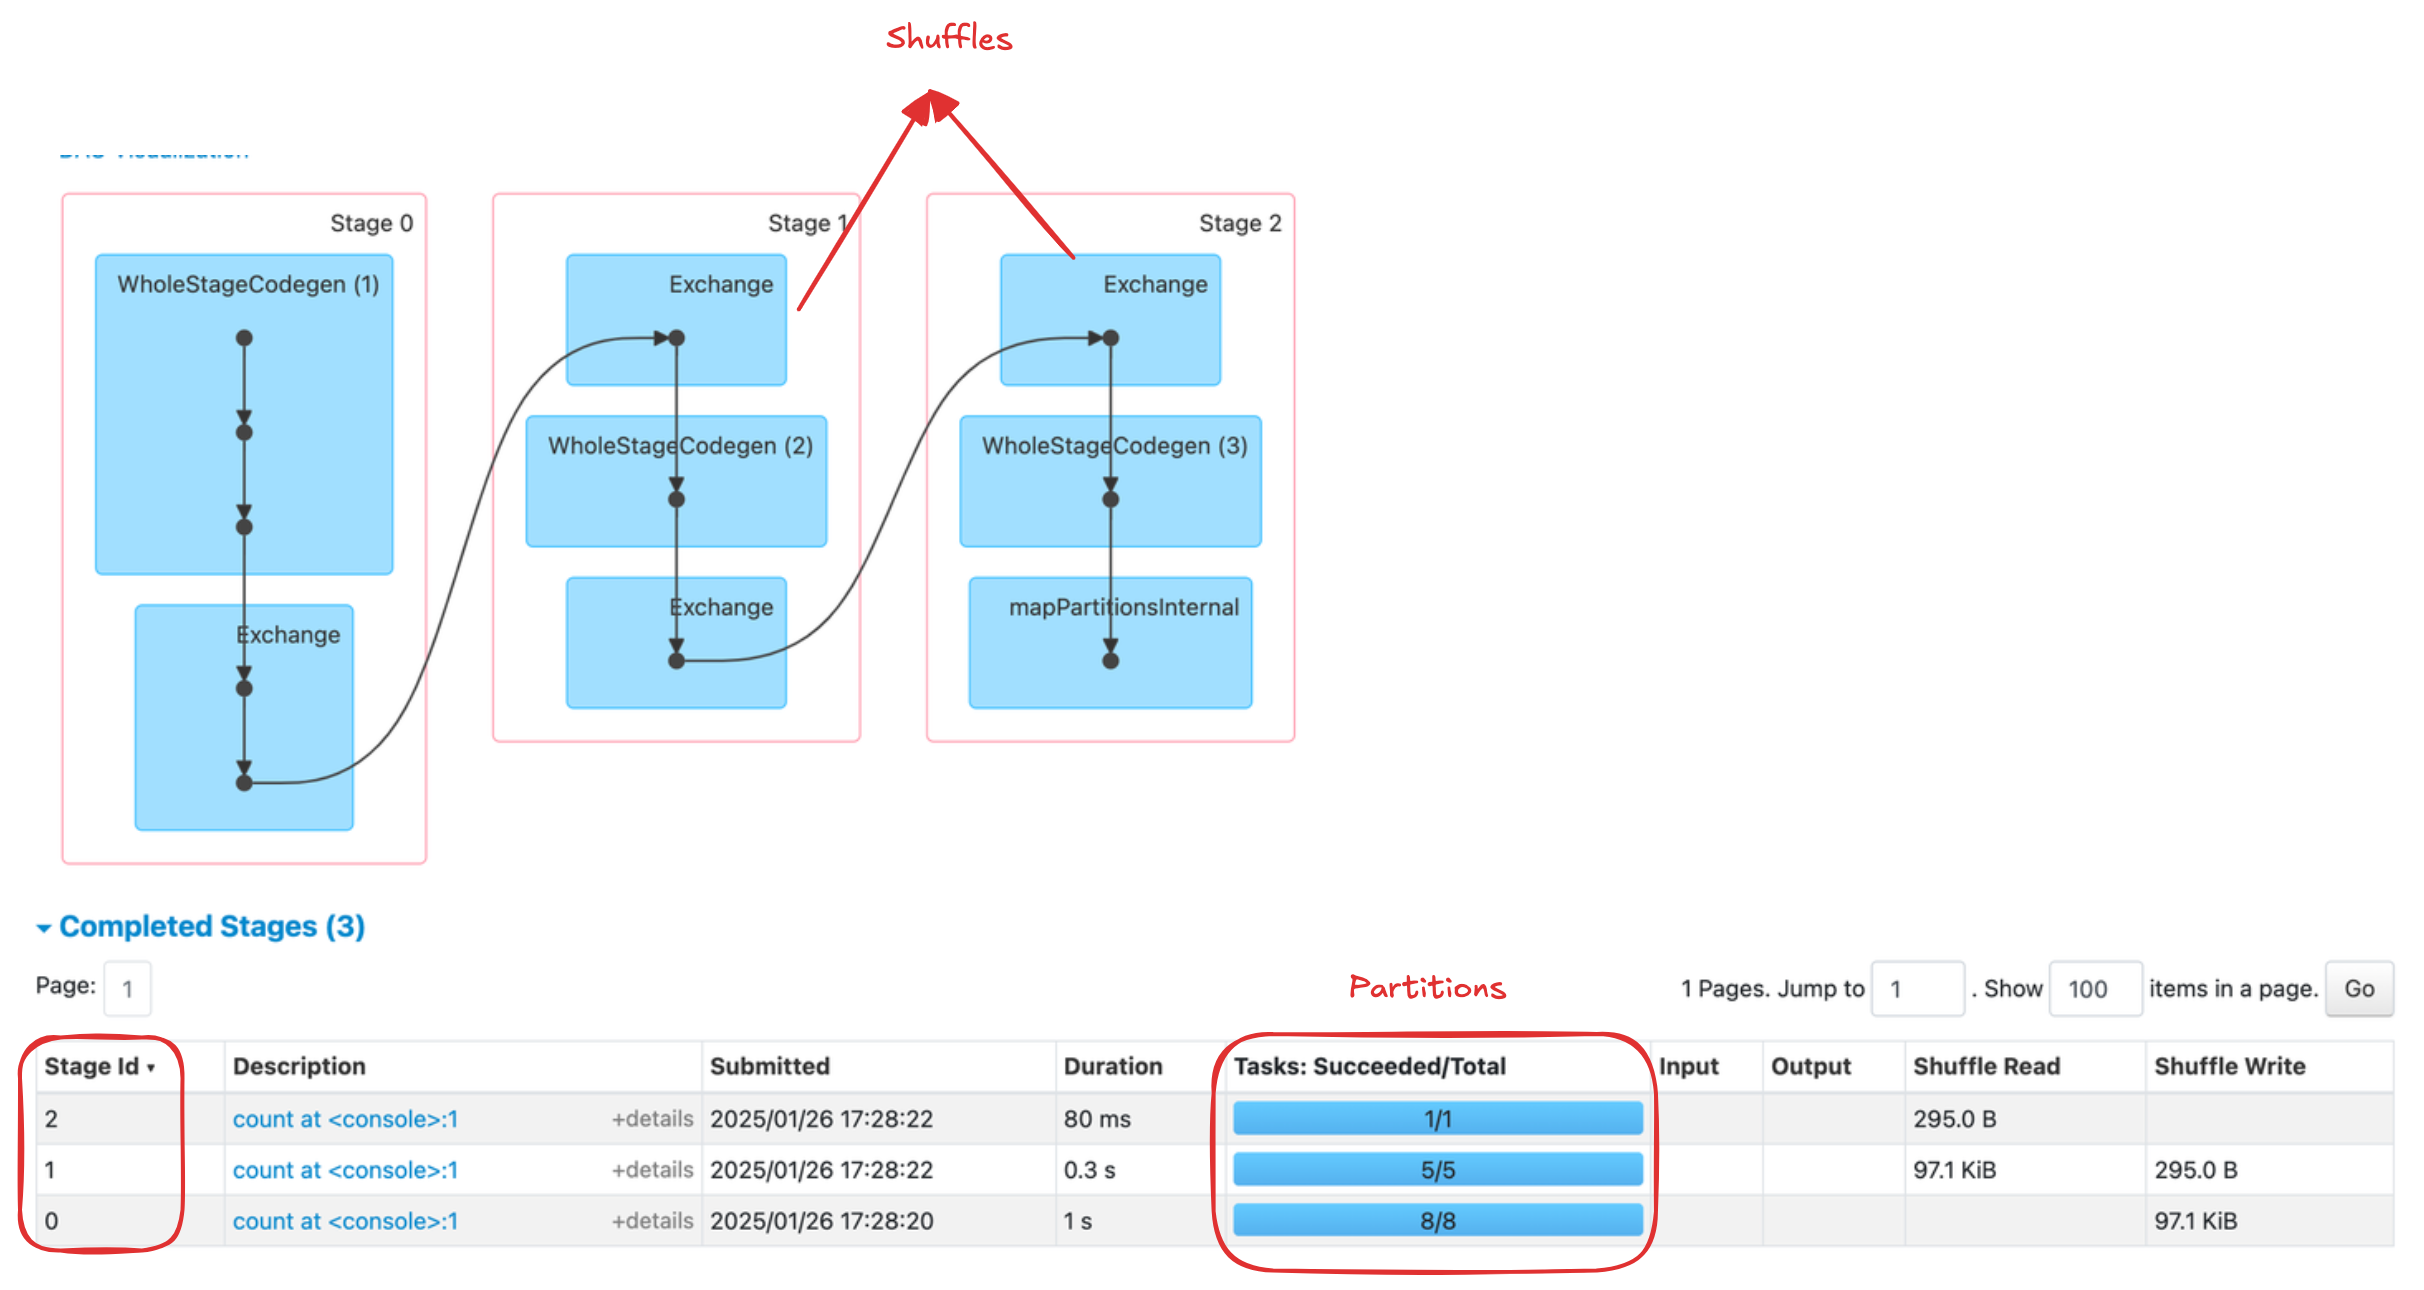 Shuffles
Stage 0
Stage 1
Stage 2
WholeStageCodegen (1)
Exchange
Exchange
WholeStageCodegen (2)
WholeStageCodegen (3)
Exchange
Exchange
mapPartitionsInternal
Completed Stages (3)
Page: 1
Partitions
1 Pages. Jump to 1 . Show 100 items in a page. Go
Stage Id ▾ Description Submitted Duration Tasks: Succeeded/Total Input Output Shuffle Read Shuffle Write
2 count at <console>:1 +details 2025/01/26 17:28:22 80 ms 1/1 295.0 B
1 count at <console>:1 +details 2025/01/26 17:28:22 0.3 s 5/5 97.1 KiB 295.0 B
0 count at <console>:1 +details 2025/01/26 17:28:20 1 s 8/8 97.1 KiB